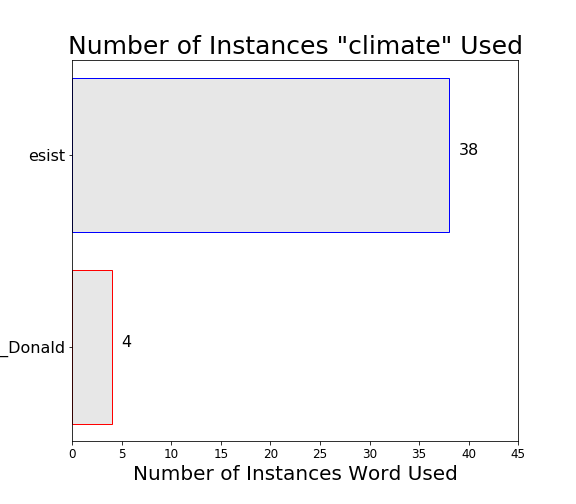 Number of Instances "climate" Used
esist
38
_Donald
4
0 5 10 15 20 25 30 35 40 45
Number of Instances Word Used